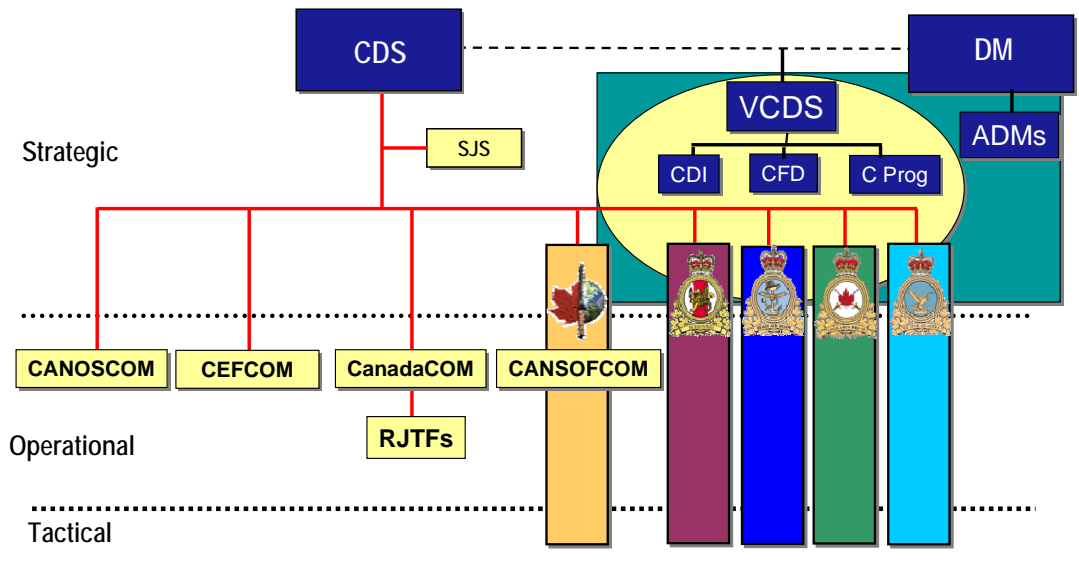 CDS
DM
VCDS
ADMs
Strategic
SJS
CDI
CFD
C Prog
CANOSCOM
CEFCOM
CanadaCOM
CANSOFCOM
RJTFs
Operational
Tactical